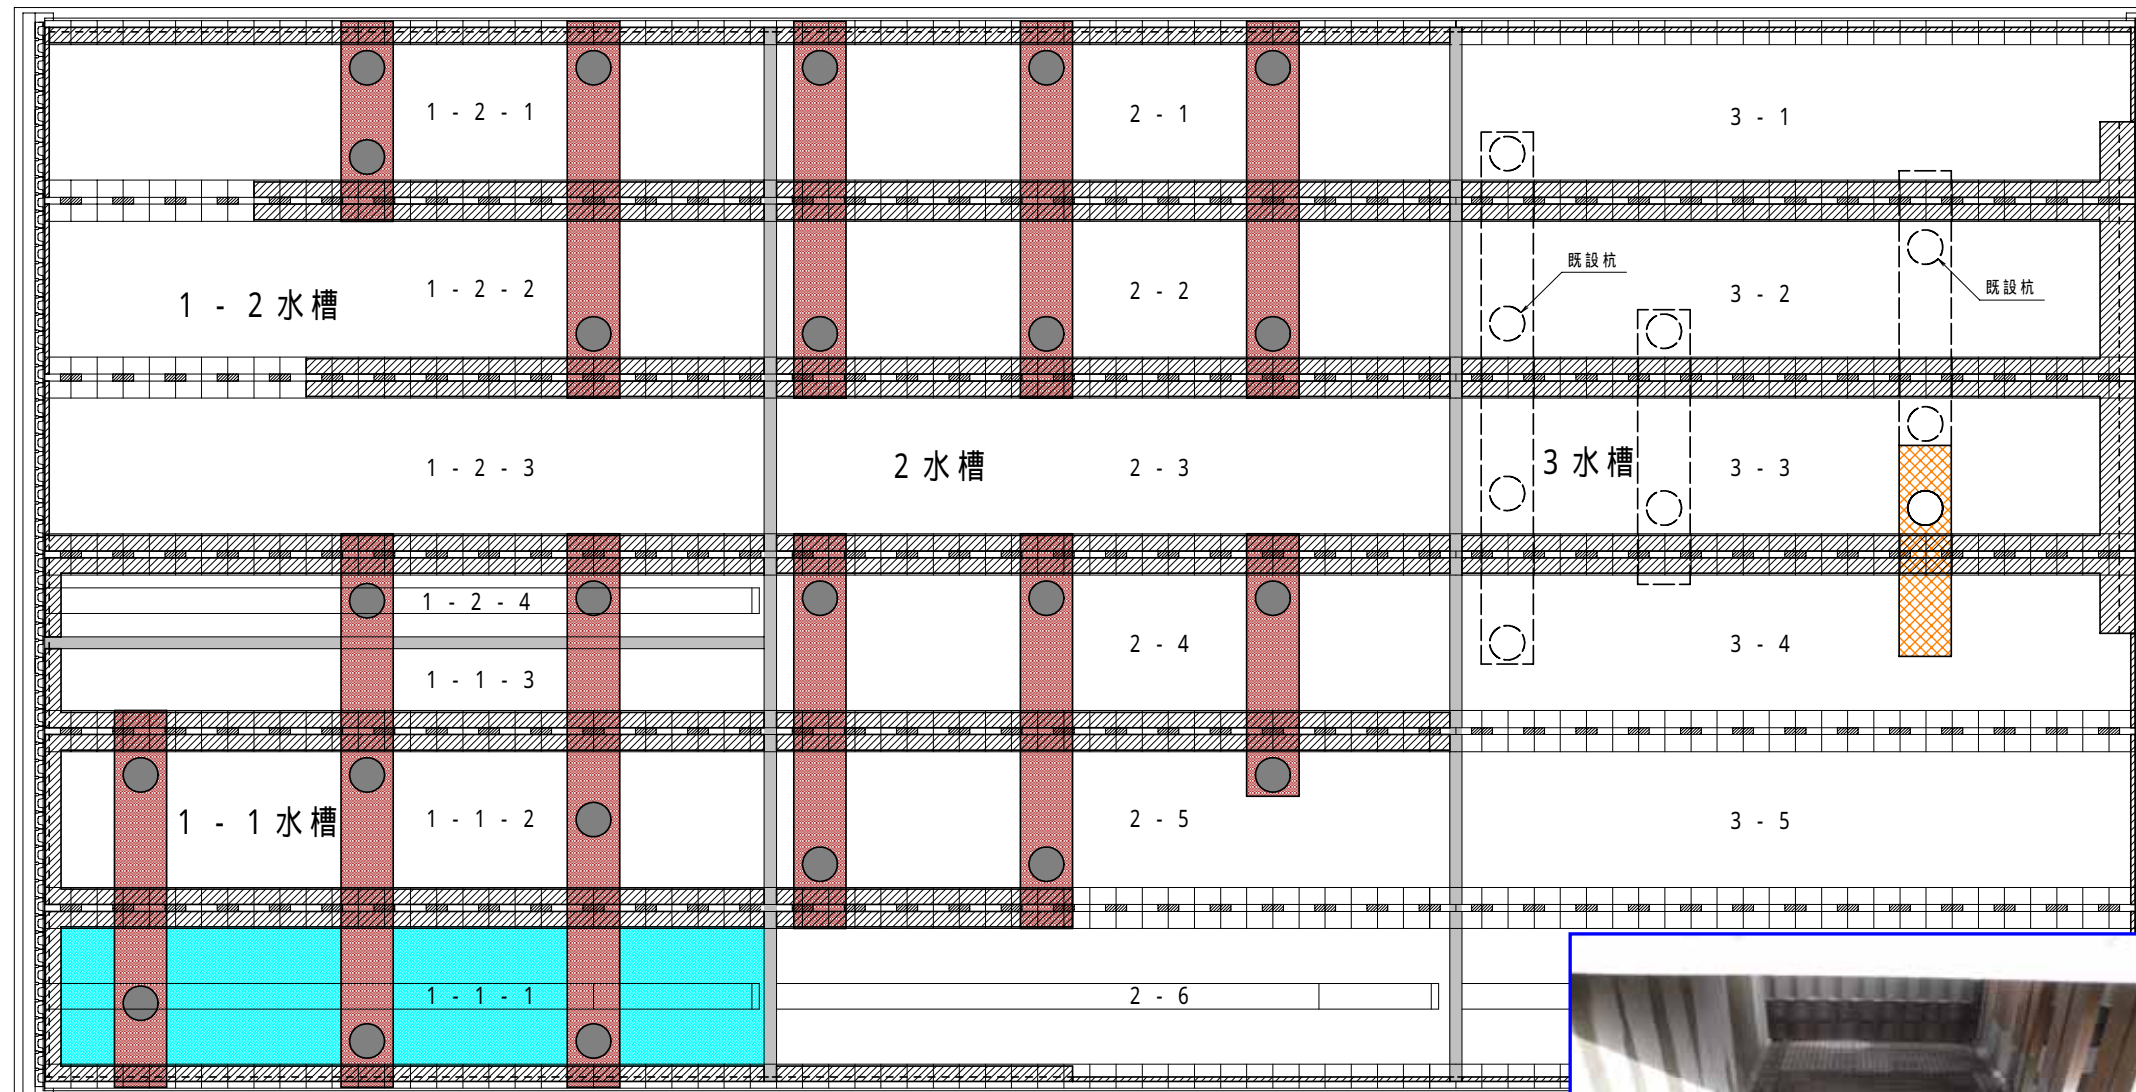 1 - 2 - 1
2 - 1
3 - 1
既設杭
1 - 2 水槽
1 - 2 - 2
2 - 2
3 - 2
既設杭
1 - 2 - 3
2 水槽
2 - 3
3 水槽
3 - 3
1 - 2 - 4
2 - 4
3 - 4
1 - 1 - 3
1 - 1 水槽
1 - 1 - 2
2 - 5
3 - 5
1 - 1 - 1
2 - 6